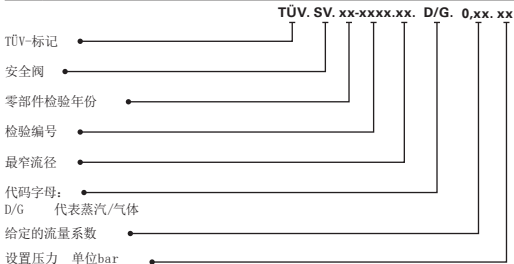 TÜV. SV. xx-xxxx.xx. D/G. 0,xx. xx
TÜV-标记
安全阀
零部件检验年份
检验编号
最窄流径
代码字母：
D/G 代表蒸汽/气体
给定的流量系数
设置压力 单位bar